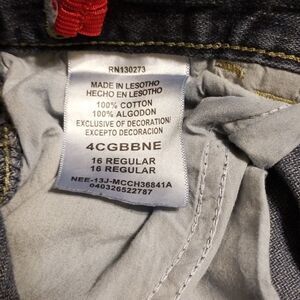 RN130273
MADE IN LESOTHO
HECHO EN LESOTHO
100% COTTON
100% ALGODON
EXCLUSIVE OF DECORATION/
EXCEPTO DECORACION
4CGBBNE
16 REGULAR
16 REGULAR
NEE-13J-MCCH36841A
040326522787